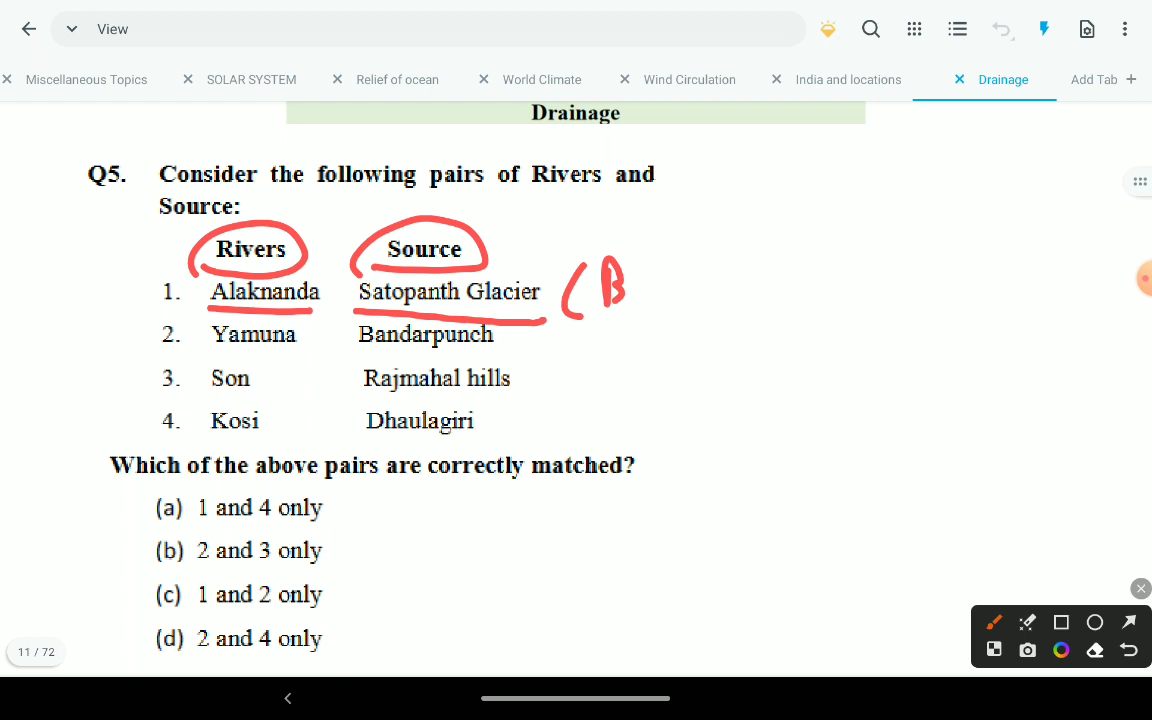 View
Miscellaneous Topics SOLAR SYSTEM Relief of ocean World Climate Wind Circulation India and locations Drainage Add Tab +
Drainage
Q5. Consider the following pairs of Rivers and
Source:
Rivers Source
1. Alaknanda Satopanth Glacier (B
2. Yamuna Bandarpunch
3. Son Rajmahal hills
4. Kosi Dhaulagiri
Which of the above pairs are correctly matched?
(a) 1 and 4 only
(b) 2 and 3 only
(c) 1 and 2 only
(d) 2 and 4 only
11 / 72